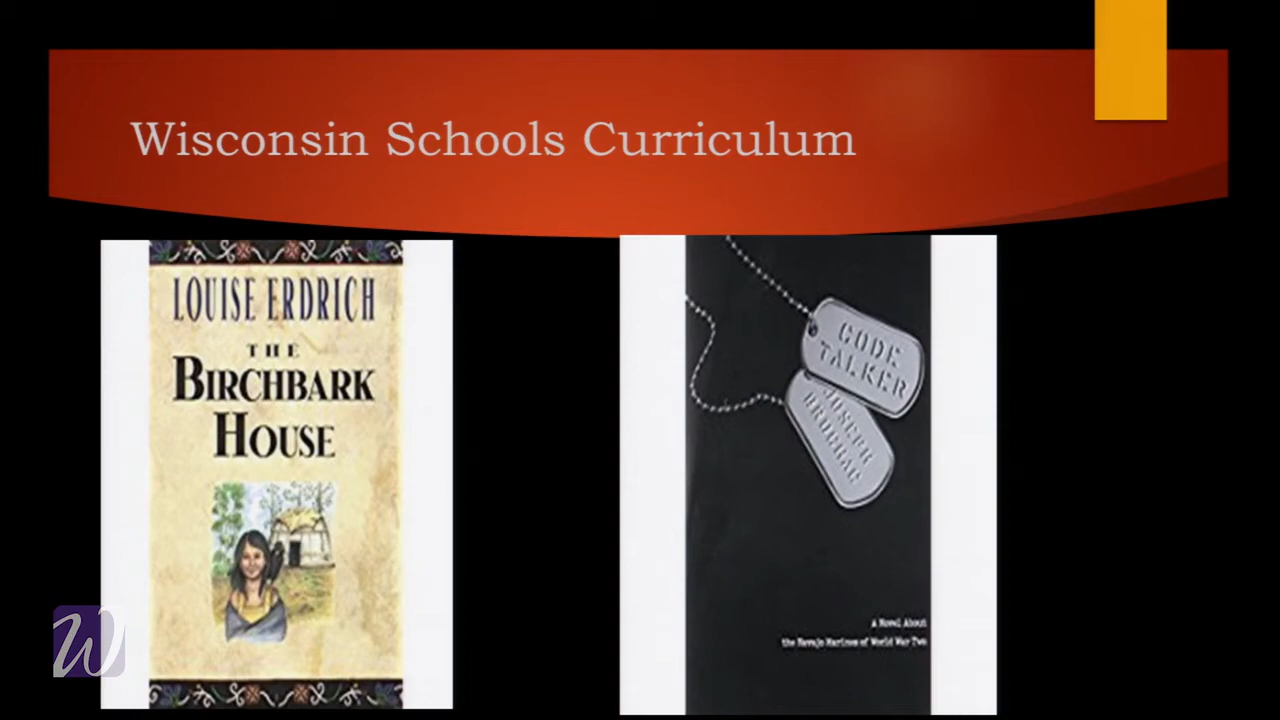 Wisconsin Schools Curriculum
LOUISE ERDRICH
THE
BIRCHBARK
HOUSE
CODE
TALKER
JOSEPH
BRUCHAC
A Novel About
the Navajo Marines of World War Two
W